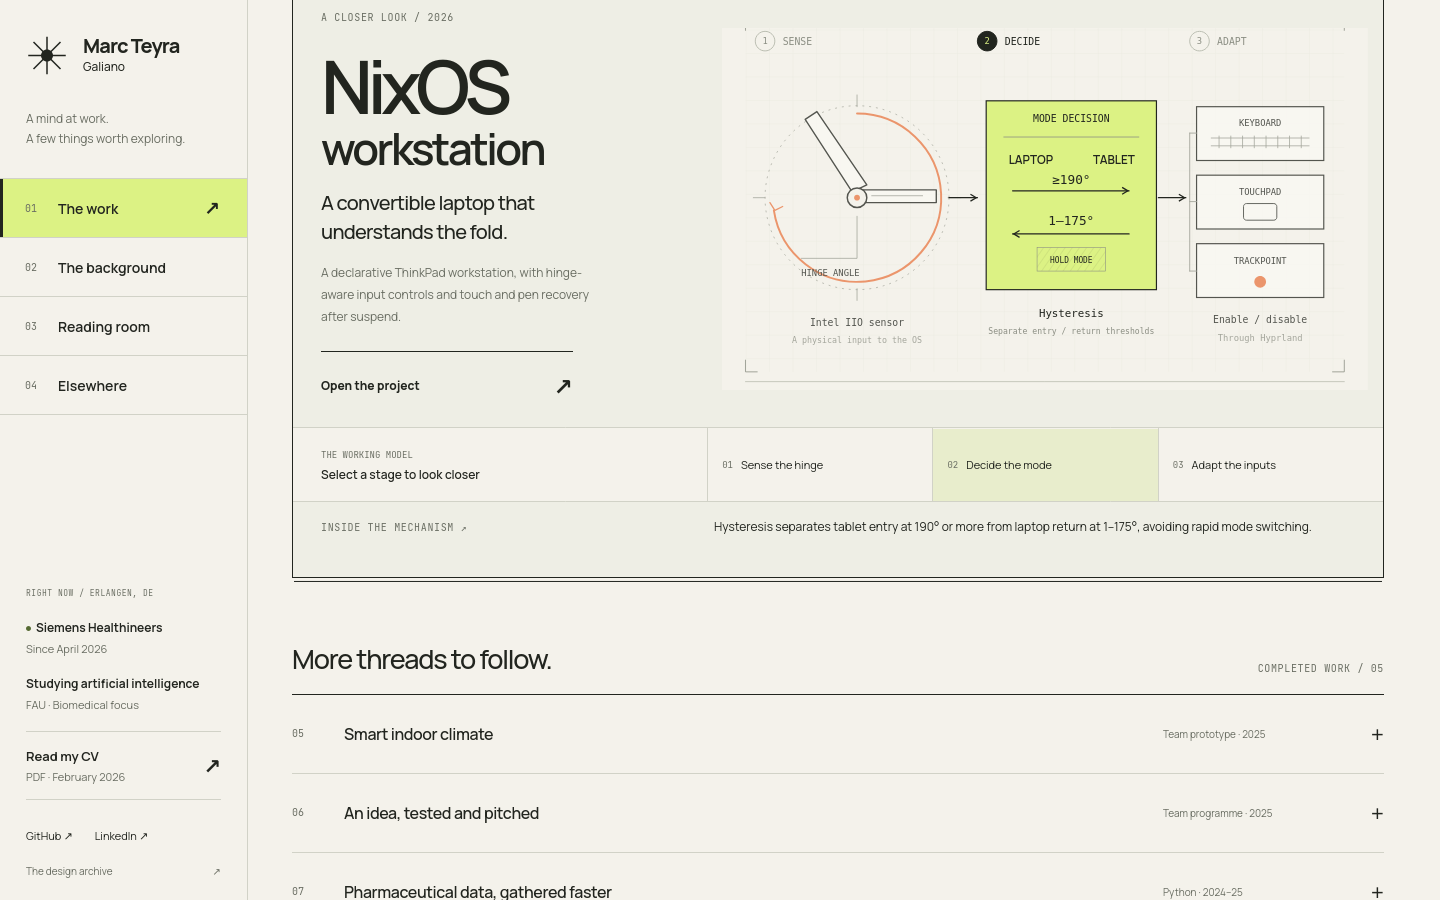 Marc Teyra
Galiano
A mind at work.
A few things worth exploring.
01 The work ↗
02 The background
03 Reading room
04 Elsewhere
RIGHT NOW / ERLANGEN, DE
Siemens Healthineers
Since April 2026
Studying artificial intelligence
FAU · Biomedical focus
Read my CV ↗
PDF · February 2026
GitHub ↗ LinkedIn ↗
The design archive ↗
A CLOSER LOOK / 2026
NixOS
workstation
A convertible laptop that
understands the fold.
A declarative ThinkPad workstation, with hinge-
aware input controls and touch and pen recovery
after suspend.
Open the project ↗
1 SENSE
2 DECIDE
3 ADAPT
HINGE ANGLE
Intel IIO sensor
A physical input to the OS
MODE DECISION
LAPTOP TABLET
≥190°
1–175°
HOLD MODE
Hysteresis
Separate entry / return thresholds
KEYBOARD
TOUCHPAD
TRACKPOINT
Enable / disable
Through Hyprland
THE WORKING MODEL
Select a stage to look closer
01 Sense the hinge
02 Decide the mode
03 Adapt the inputs
INSIDE THE MECHANISM ↗
Hysteresis separates tablet entry at 190° or more from laptop return at 1–175°, avoiding rapid mode switching.
More threads to follow.
COMPLETED WORK / 05
05 Smart indoor climate Team prototype · 2025 +
06 An idea, tested and pitched Team programme · 2025 +
07 Pharmaceutical data, gathered faster Python · 2024–25 +